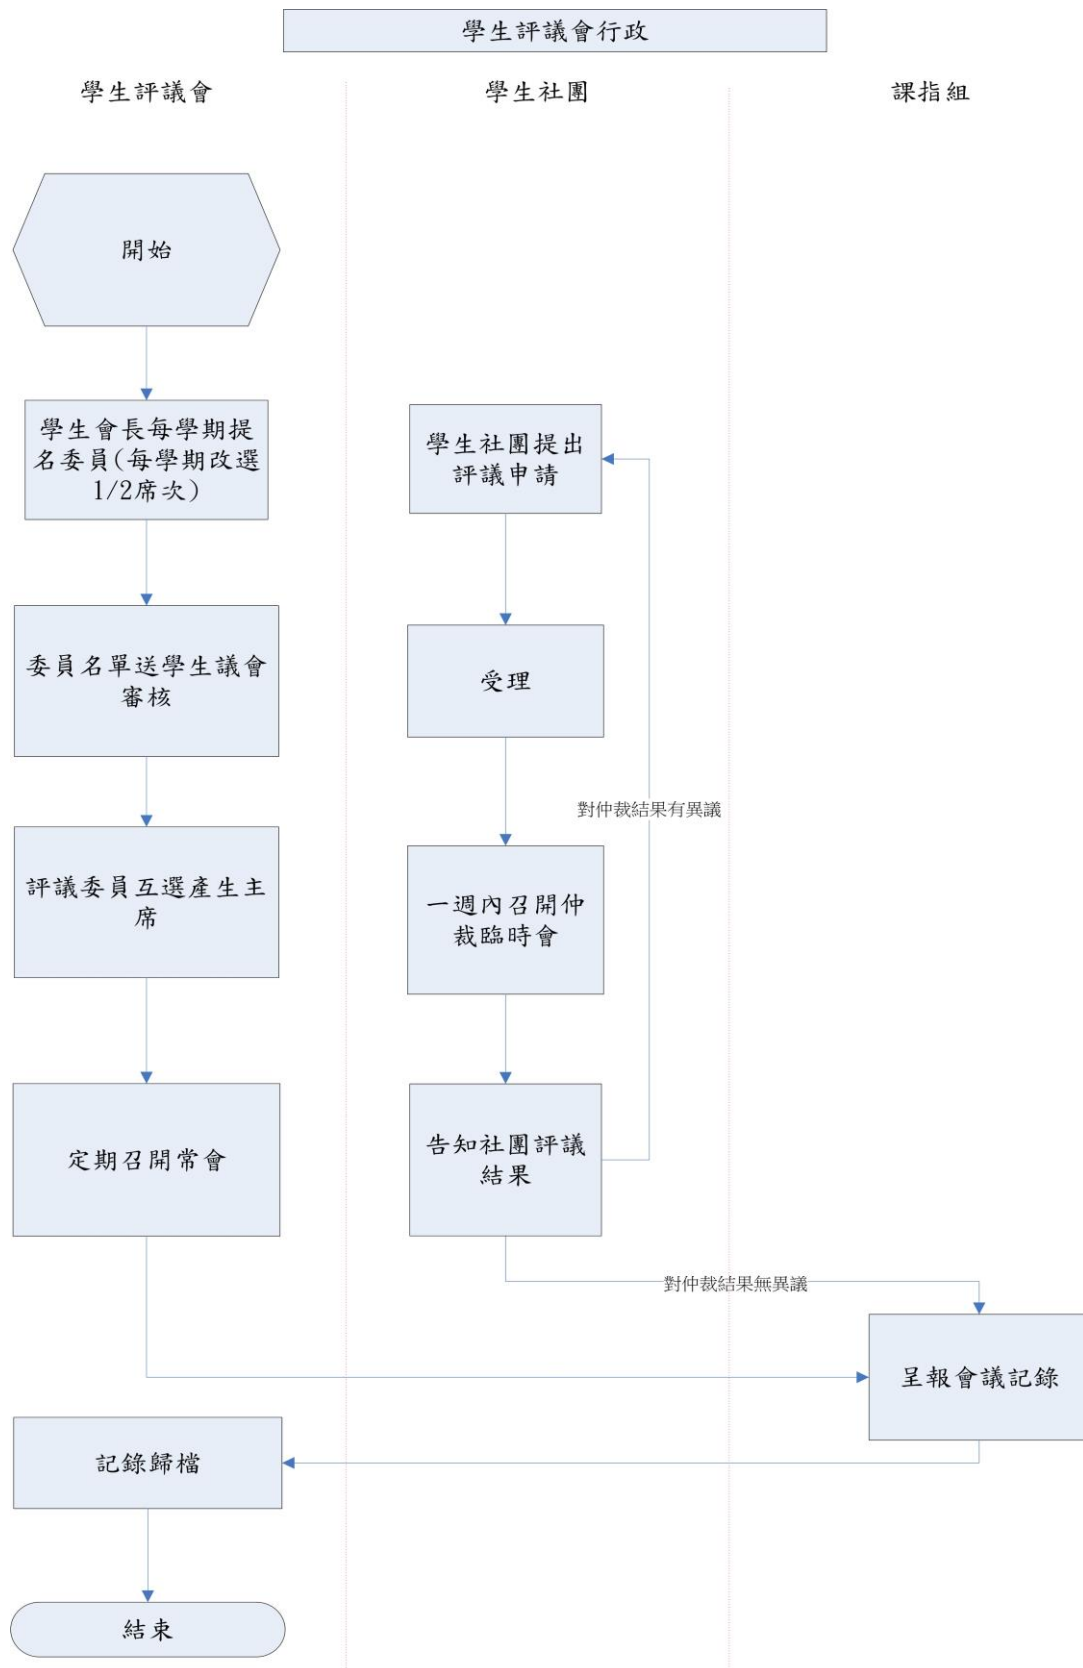 學生評議會行政
學生評議會
學生社團
課指組
開始
學生會長每學期提
名委員(每學期改選
1/2席次)
委員名單送學生議會
審核
評議委員互選產生主
席
定期召開常會
學生社團提出
評議申請
受理
對仲裁結果有異議
一週內召開仲
裁臨時會
告知社團評議
結果
對仲裁結果無異議
呈報會議記錄
記錄歸檔
結束